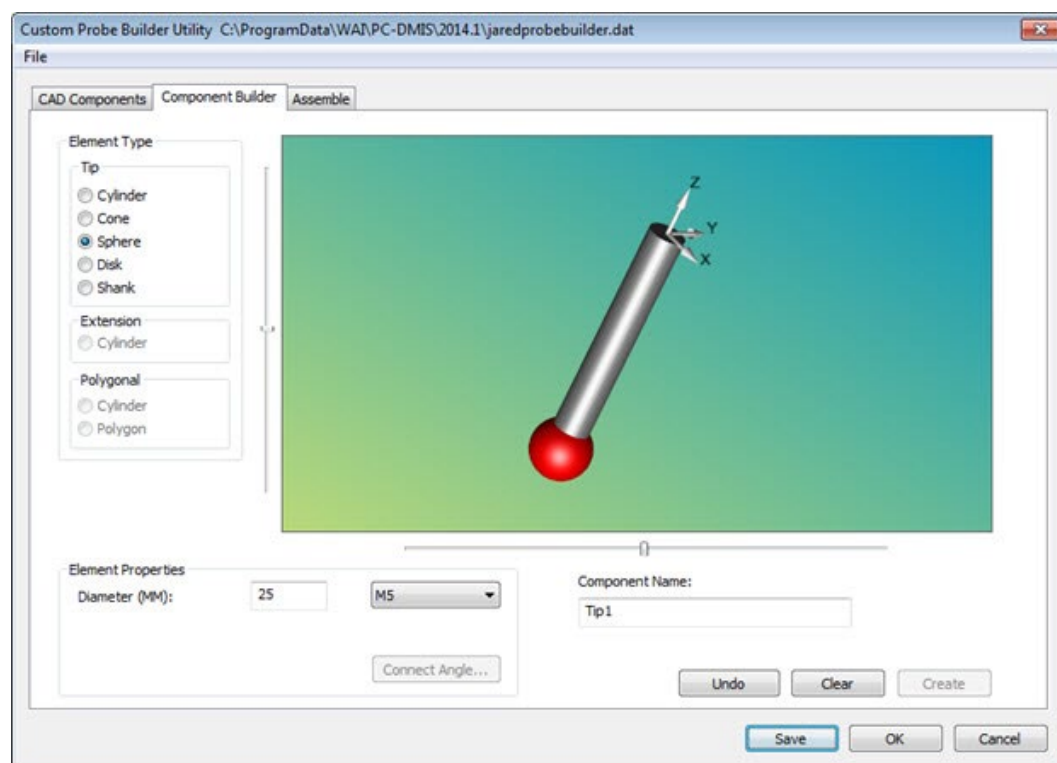 Custom Probe Builder Utility C:\ProgramData\WAI\PC-DMIS\2014.1\jaredprobebuilder.dat
File
CAD Components Component Builder Assemble
Element Type
Tip
Cylinder
Cone
Sphere
Disk
Shank
Extension
Cylinder
Polygonal
Cylinder
Polygon
Z
Y
X
Element Properties
Diameter (MM): 25 M5
Connect Angle...
Component Name:
Tip1
Undo Clear Create
Save OK Cancel